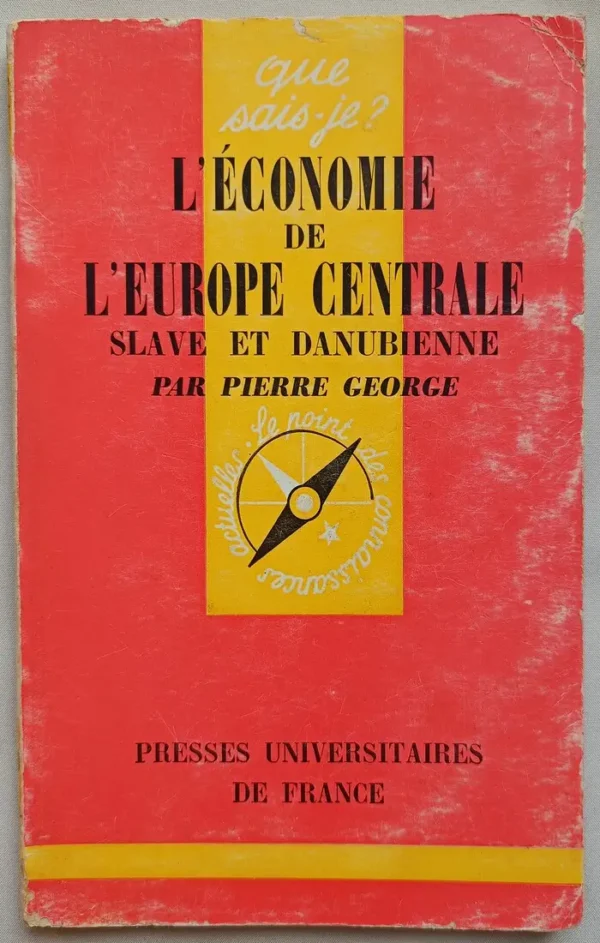 que
sais-je?
L'ÉCONOMIE
DE
L'EUROPE CENTRALE
SLAVE ET DANUBIENNE
PAR PIERRE GEORGE
Le point des connaissances actuelles.
PRESSES UNIVERSITAIRES
DE FRANCE